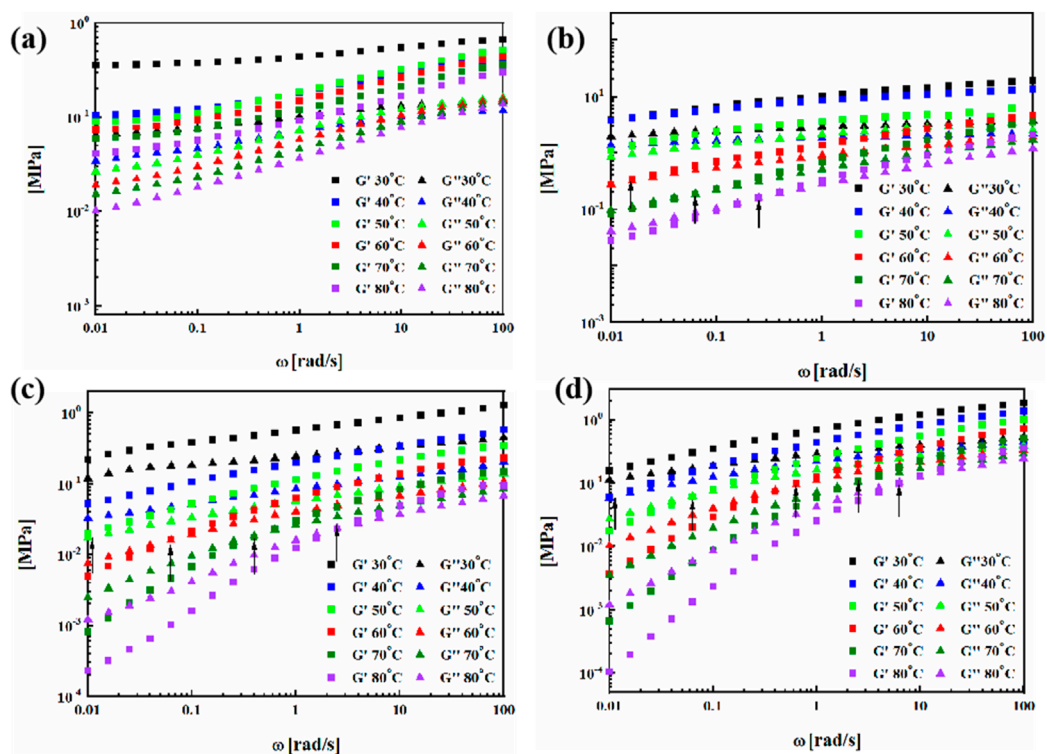 (a)
10⁰
10⁻¹
10⁻²
10⁻³
[MPa]
G' 30°C G"30°C
G' 40°C G"40°C
G' 50°C G"50°C
G' 60°C G"60°C
G' 70°C G"70°C
G' 80°C G"80°C
0.01 0.1 1 10 100
ω [rad/s]
(b)
10¹
10⁻¹
10⁻³
[MPa]
G' 30°C G"30°C
G' 40°C G"40°C
G' 50°C G"50°C
G' 60°C G"60°C
G' 70°C G"70°C
G' 80°C G"80°C
0.01 0.1 1 10 100
ω [rad/s]
(c)
10⁰
10⁻¹
10⁻²
10⁻³
10⁻⁴
[MPa]
G' 30°C G"30°C
G' 40°C G"40°C
G' 50°C G"50°C
G' 60°C G"60°C
G' 70°C G"70°C
G' 80°C G"80°C
0.01 0.1 1 10 100
ω [rad/s]
(d)
10⁰
10⁻¹
10⁻²
10⁻³
10⁻⁴
[MPa]
G' 30°C G"30°C
G' 40°C G"40°C
G' 50°C G"50°C
G' 60°C G"60°C
G' 70°C G"70°C
G' 80°C G"80°C
0.01 0.1 1 10 100
ω [rad/s]